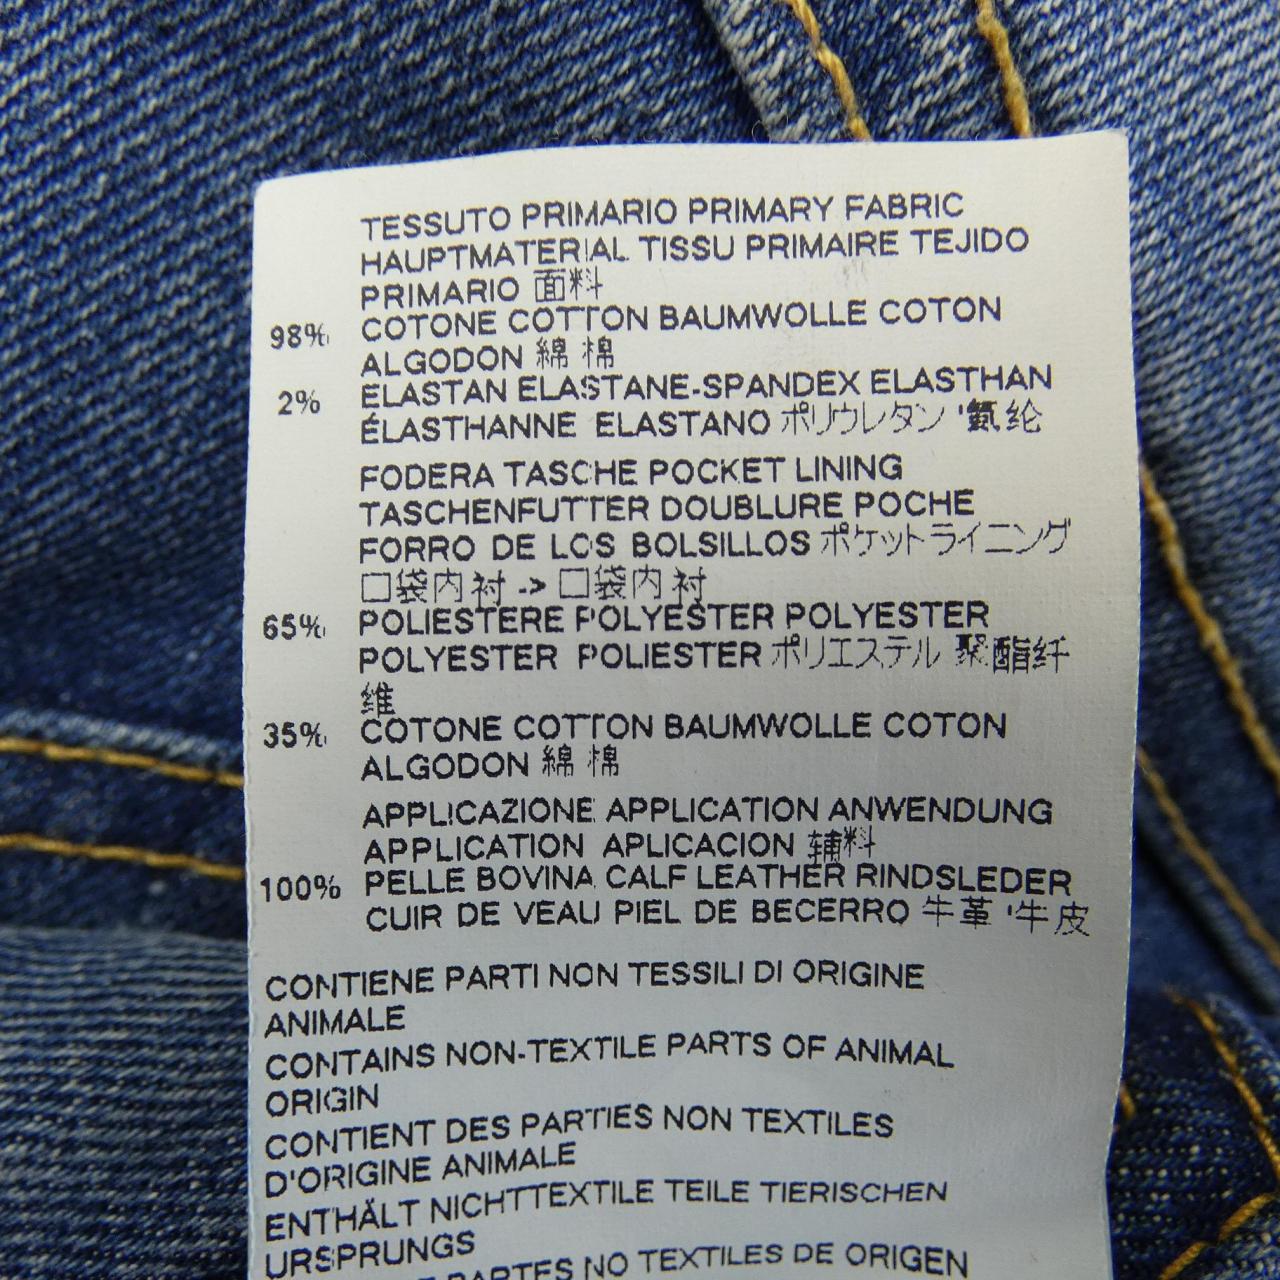 TESSUTO PRIMARIO PRIMARY FABRIC
HAUPTMATERIAL TISSU PRIMAIRE TEJIDO
PRIMARIO 面料
98% COTONE COTTON BAUMWOLLE COTON
ALGODON 綿 棉
2% ELASTAN ELASTANE-SPANDEX ELASTHAN
ÉLASTHANNE ELASTANO ポリウレタン '氨纶
FODERA TASCHE POCKET LINING
TASCHENFUTTER DOUBLURE POCHE
FORRO DE LOS BOLSILLOS ポケットライニング
口袋内衬 -> 口袋内衬
65% POLIESTERE POLYESTER POLYESTER
POLYESTER POLIESTER ポリエステル 聚酯纤
维
35% COTONE COTTON BAUMWOLLE COTON
ALGODON 綿 棉
APPLICAZIONE APPLICATION ANWENDUNG
APPLICATION APLICACION 辅料
100% PELLE BOVINA CALF LEATHER RINDSLEDER
CUIR DE VEAU PIEL DE BECERRO 牛革 '牛皮
CONTIENE PARTI NON TESSILI DI ORIGINE
ANIMALE
CONTAINS NON-TEXTILE PARTS OF ANIMAL
ORIGIN
CONTIENT DES PARTIES NON TEXTILES
D'ORIGINE ANIMALE
ENTHÄLT NICHTTEXTILE TEILE TIERISCHEN
URSPRUNGS
PARTES NO TEXTILES DE ORIGEN